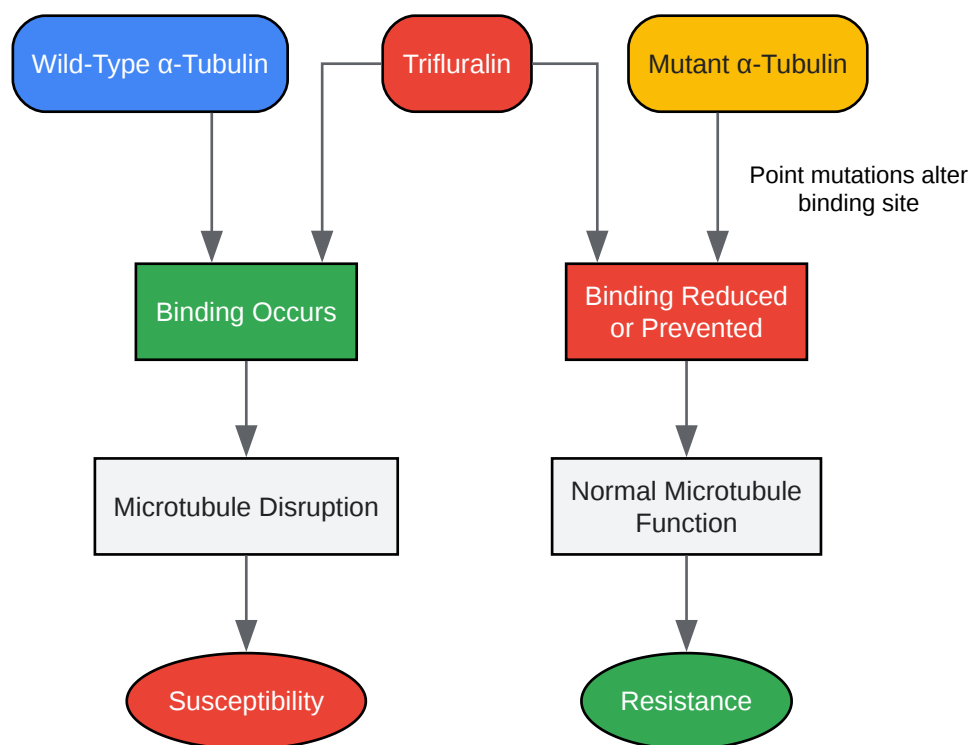 Wild-Type α-Tubulin
Trifluralin
Mutant α-Tubulin
Point mutations alter
binding site
Binding Occurs
Binding Reduced
or Prevented
Microtubule Disruption
Normal Microtubule
Function
Susceptibility
Resistance